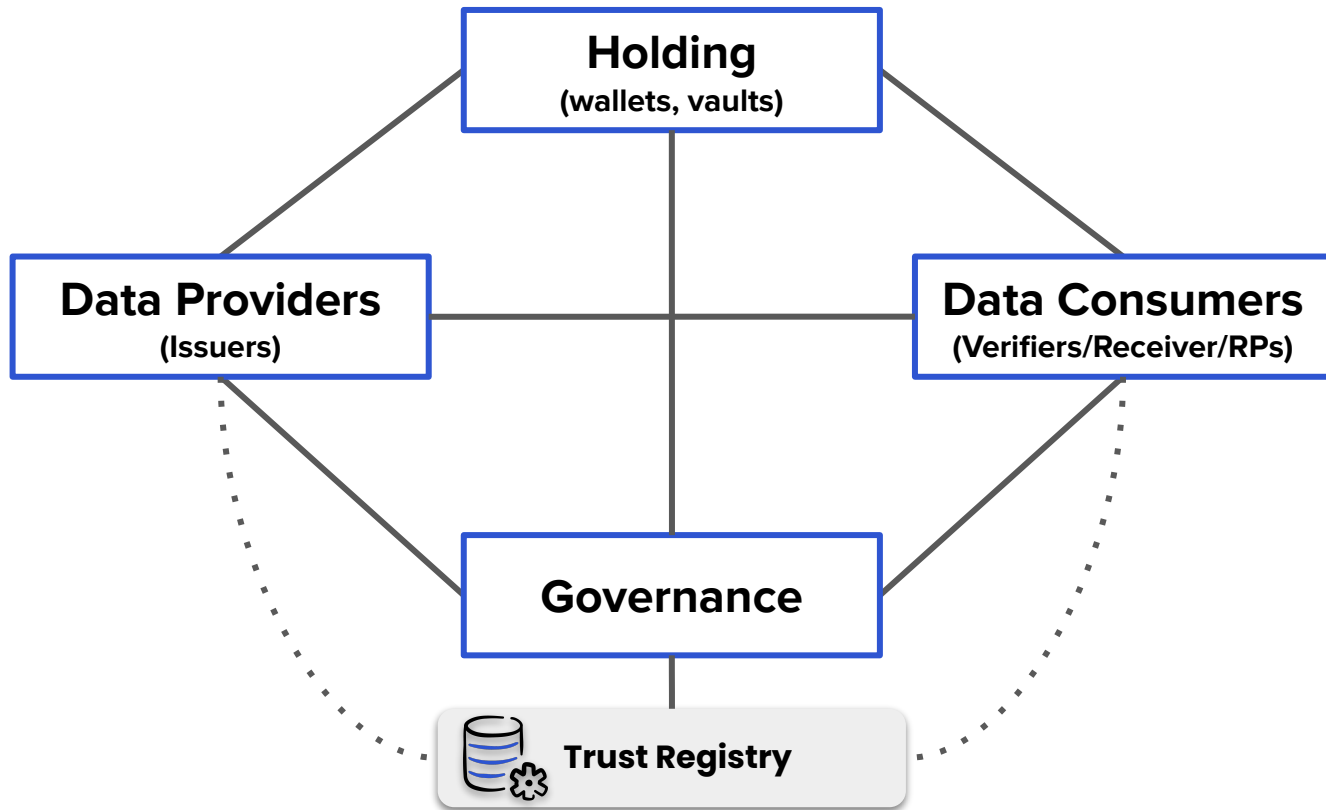 Holding
(wallets, vaults)
Data Providers
(Issuers)
Data Consumers
(Verifiers/Receiver/RPs)
Governance
Trust Registry